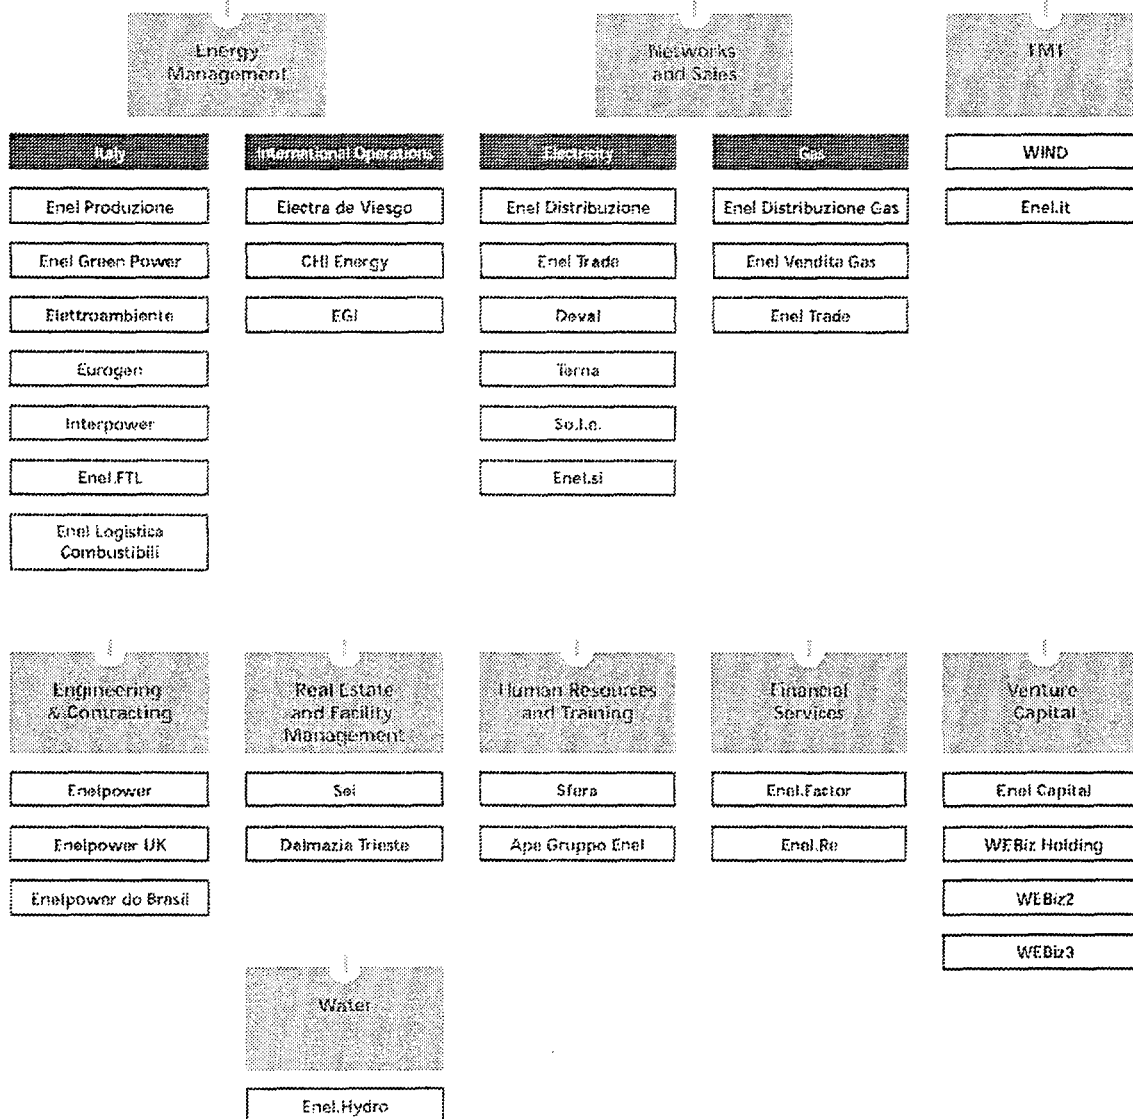 Energy
Management
Networks
and Sales
TMT
Italy
International Operations
Electricity
Gas
WIND
Enel Produzione
Electra de Viesgo
Enel Distribuzione
Enel Distribuzione Gas
Enel.it
Enel Green Power
CHI Energy
Enel Trade
Enel Vendita Gas
Elettroambiente
EGI
Deval
Enel Trade
Eurogen
Terna
Interpower
So.l.e.
Enel.FTL
Enel.si
Enel Logistica
Combustibili
Engineering
& Contracting
Real Estate
and Facility
Management
Human Resources
and Training
Financial
Services
Venture
Capital
Enelpower
Sei
Sfera
Enel.Factor
Enel Capital
Enelpower UK
Dalmazia Trieste
Ape Gruppo Enel
Enel.Re
WEBiz Holding
Enelpower do Brasil
WEBiz2
WEBiz3
Water
Enel.Hydro